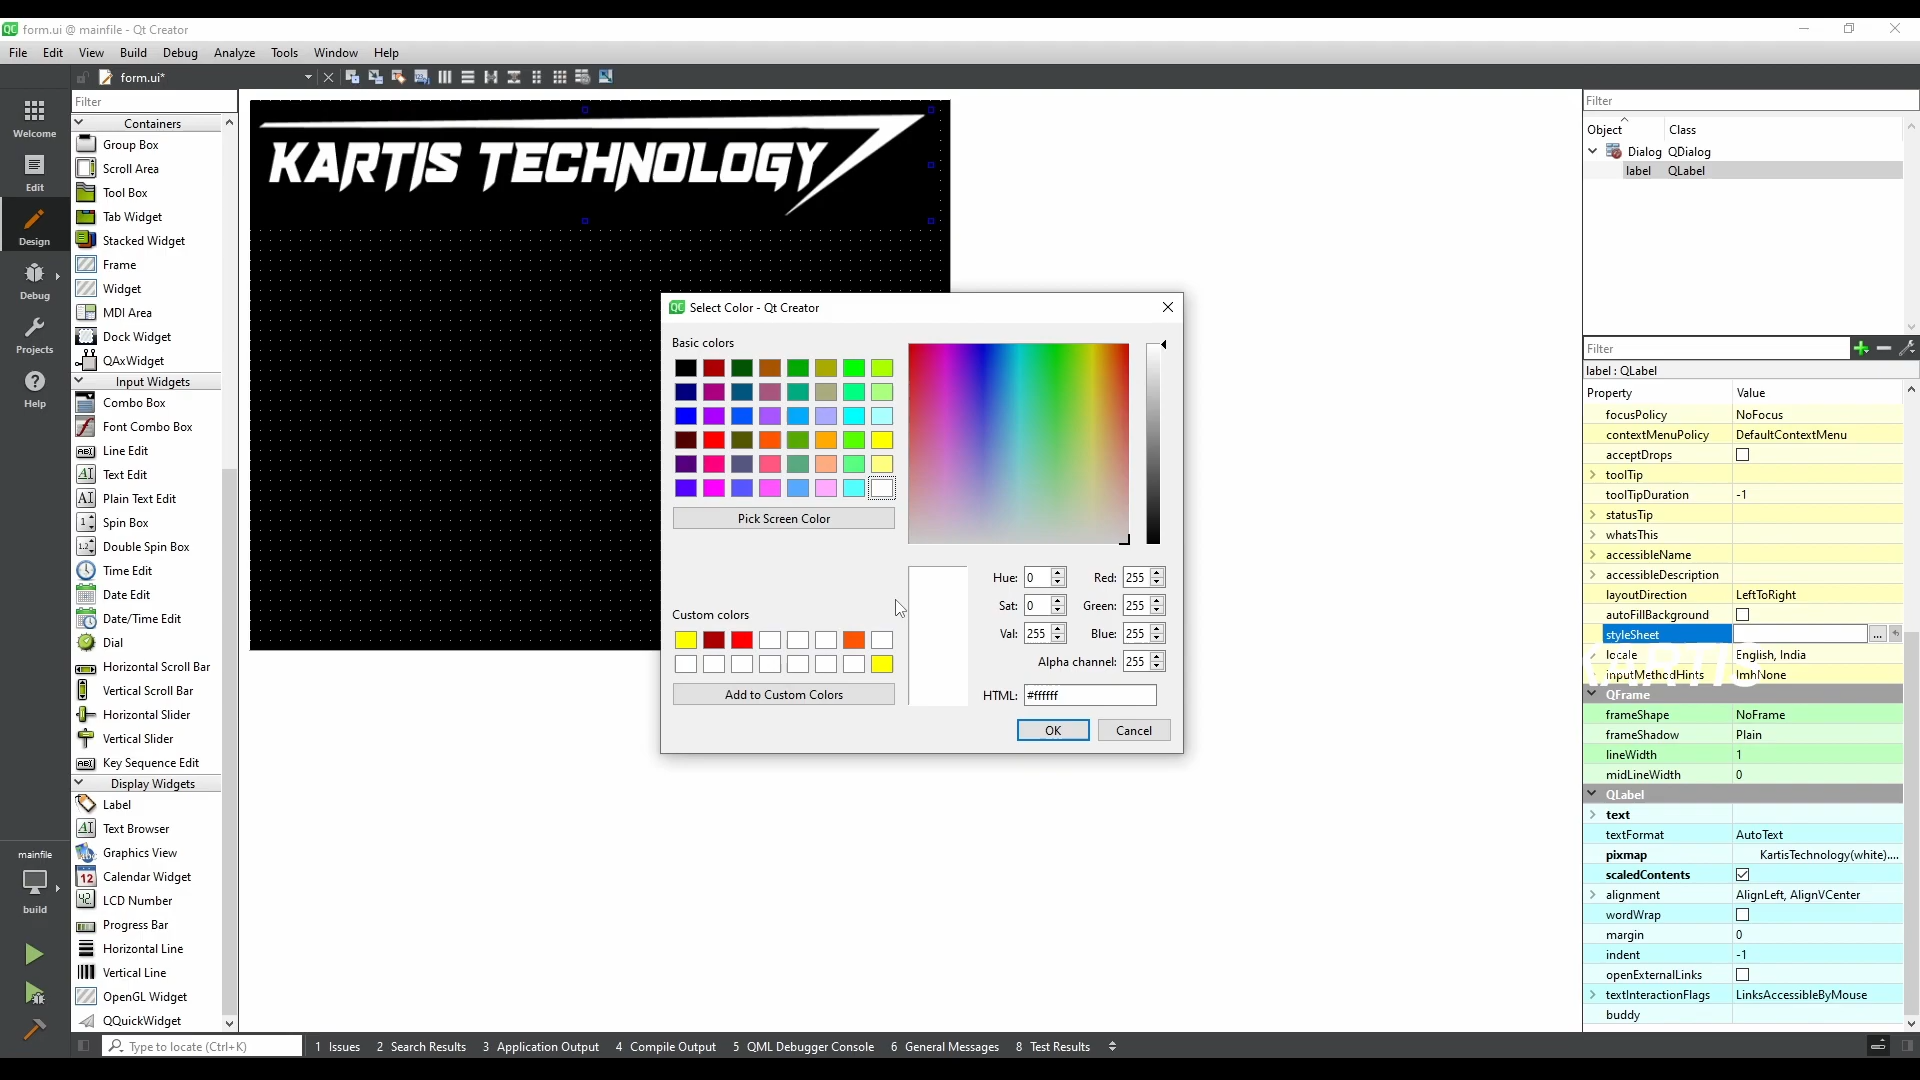 form.ui @ mainfile - Qt Creator
File Edit View Build Debug Analyze Tools Window Help
form.ui*
Welcome
Edit
Design
Debug
Projects
Help
mainfile
build
Filter
Containers
Group Box
Scroll Area
Tool Box
Tab Widget
Stacked Widget
Frame
Widget
MDI Area
Dock Widget
QAxWidget
Input Widgets
Combo Box
Font Combo Box
Line Edit
Text Edit
Plain Text Edit
Spin Box
Double Spin Box
Time Edit
Date Edit
Date/Time Edit
Dial
Horizontal Scroll Bar
Vertical Scroll Bar
Horizontal Slider
Vertical Slider
Key Sequence Edit
Display Widgets
Label
Text Browser
Graphics View
Calendar Widget
LCD Number
Progress Bar
Horizontal Line
Vertical Line
OpenGL Widget
QQuickWidget
KARTIS TECHNOLOGY
Select Color - Qt Creator
Basic colors
Pick Screen Color
Custom colors
Add to Custom Colors
Hue: 0 Red: 255
Sat: 0 Green: 255
Val: 255 Blue: 255
Alpha channel: 255
HTML: #ffffff
OK Cancel
Filter
Object Class
Dialog QDialog
label QLabel
Filter
label : QLabel
Property Value
focusPolicy NoFocus
contextMenuPolicy DefaultContextMenu
acceptDrops
toolTip
toolTipDuration -1
statusTip
whatsThis
accessibleName
accessibleDescription
layoutDirection LeftToRight
autoFillBackground
styleSheet ...
locale English, India
inputMethodHints ImhNone
KARTIS
QFrame
frameShape NoFrame
frameShadow Plain
lineWidth 1
midLineWidth 0
QLabel
text
textFormat AutoText
pixmap KartisTechnology(white)....
scaledContents
alignment AlignLeft, AlignVCenter
wordWrap
margin 0
indent -1
openExternalLinks
textInteractionFlags LinksAccessibleByMouse
buddy
Type to locate (Ctrl+K) 1 Issues 2 Search Results 3 Application Output 4 Compile Output 5 QML Debugger Console 6 General Messages 8 Test Results